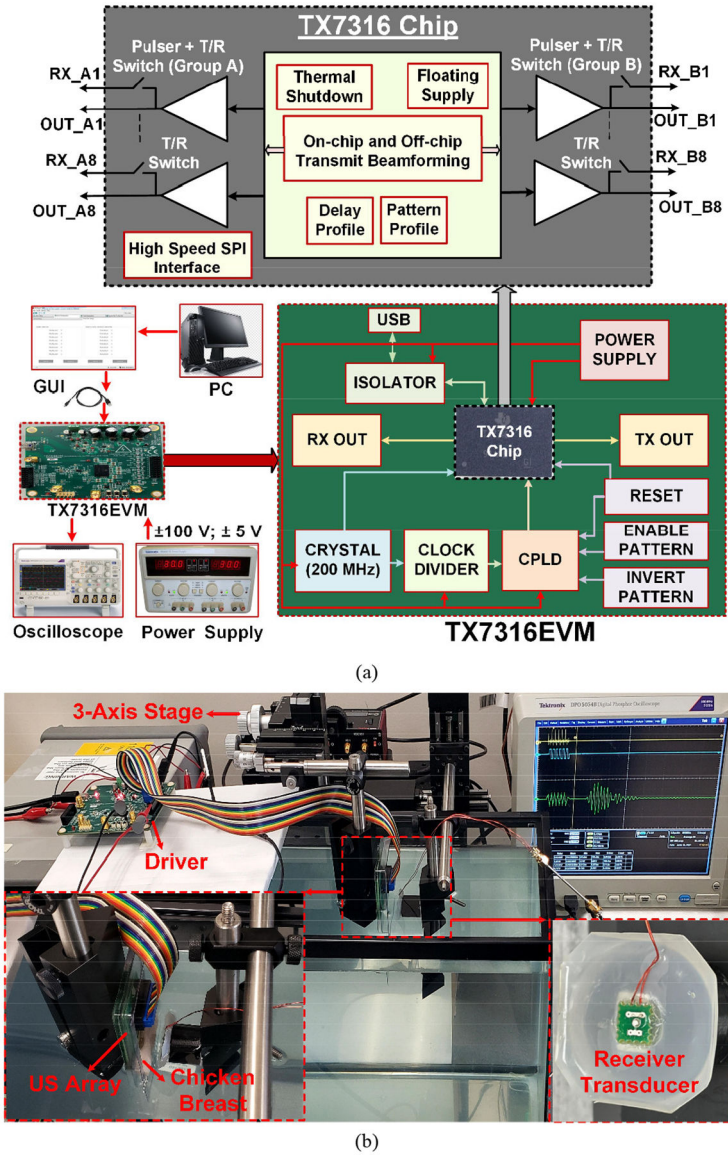 TX7316 Chip
Pulser + T/R
Switch (Group A)
Pulser + T/R
Switch (Group B)
RX_A1
OUT_A1
RX_A8
OUT_A8
T/R
Switch
Thermal
Shutdown
Floating
Supply
On-chip and Off-chip
Transmit Beamforming
Delay
Profile
Pattern
Profile
High Speed SPI
Interface
RX_B1
OUT_B1
T/R
Switch
RX_B8
OUT_B8
GUI
PC
TX7316EVM
±100 V; ± 5 V
Oscilloscope
Power Supply
USB
ISOLATOR
POWER
SUPPLY
RX OUT
TX7316
Chip
TX OUT
RESET
CRYSTAL
(200 MHz)
CLOCK
DIVIDER
CPLD
ENABLE
PATTERN
INVERT
PATTERN
TX7316EVM
(a)
3-Axis Stage
Tektronix
Driver
US Array
Chicken
Breast
Receiver
Transducer
(b)